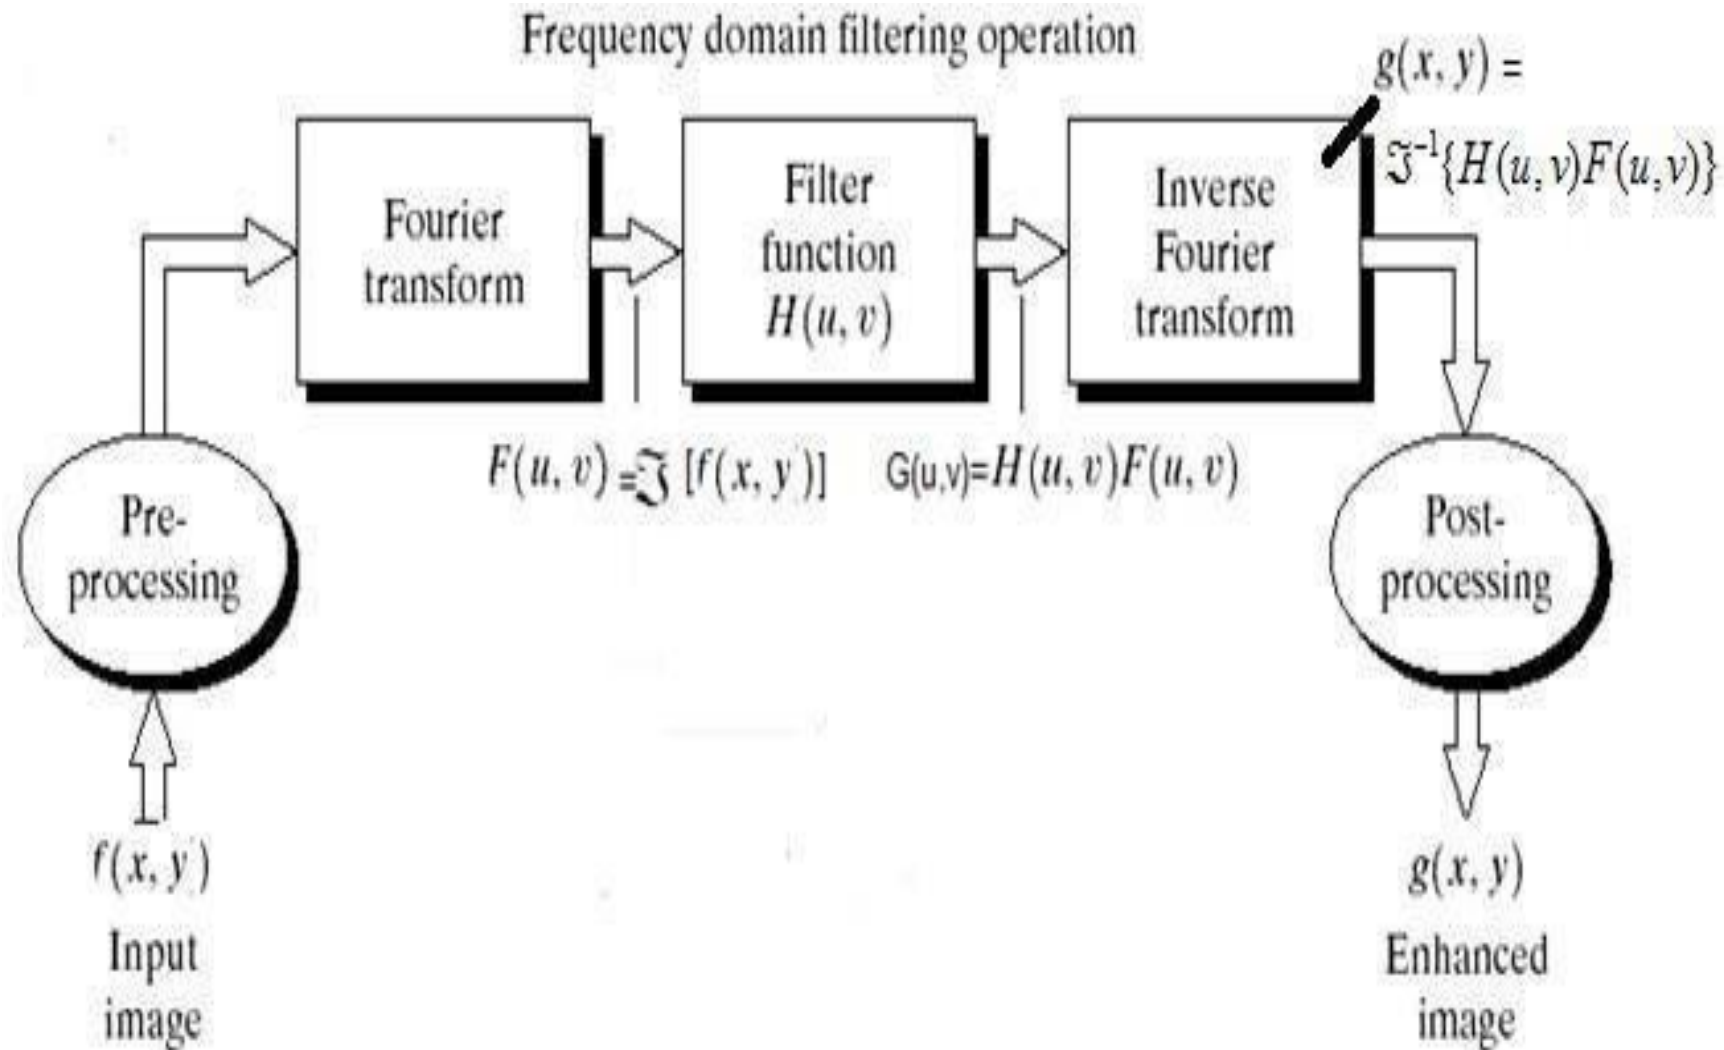 Frequency domain filtering operation
g(x, y) =
ℑ⁻¹{H(u,v)F(u,v)}
Fourier
transform
Filter
function
H(u, v)
Inverse
Fourier
transform
F(u, v) = ℑ [f(x, y)]
G(u,v)=H(u, v)F(u, v)
Pre-
processing
Post-
processing
f(x, y)
Input
image
g(x, y)
Enhanced
image